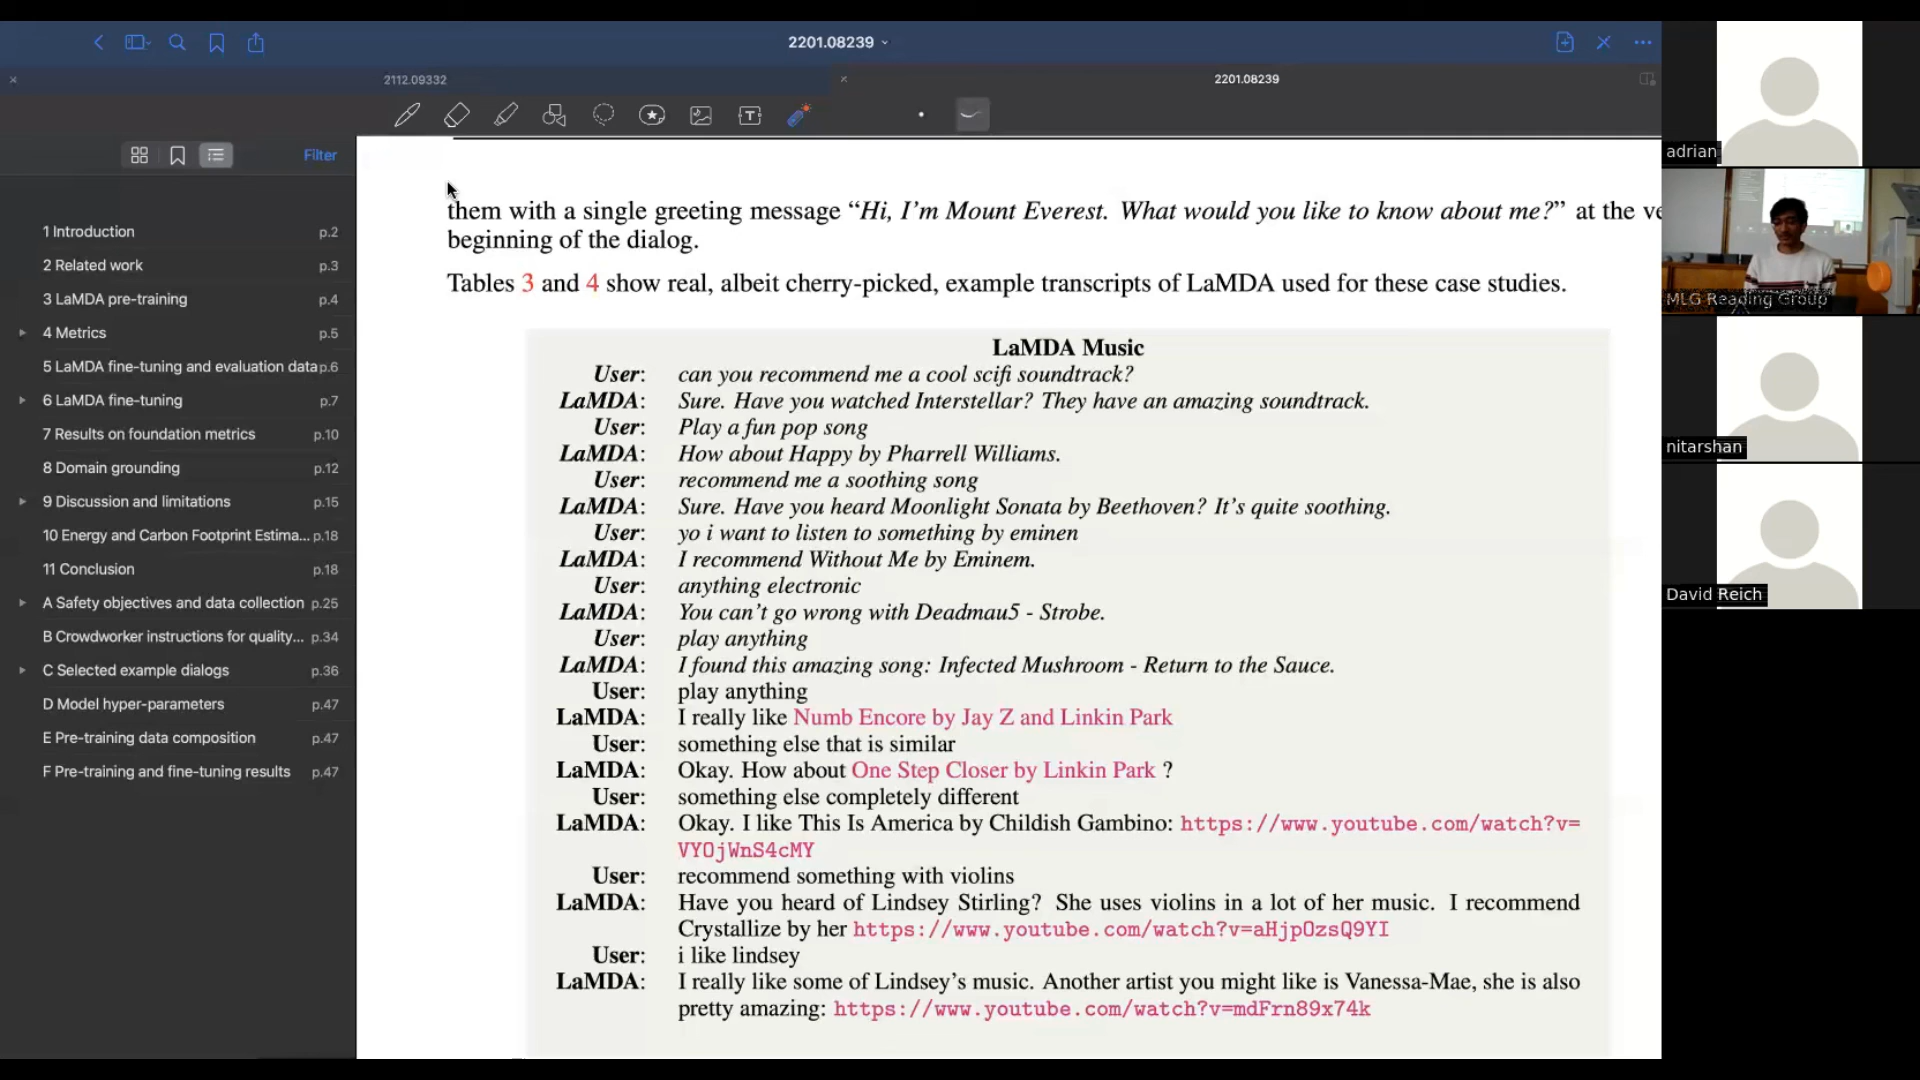 2201.08239
2112.09332
2201.08239
Filter
1 Introduction p.2
2 Related work p.3
3 LaMDA pre-training p.4
4 Metrics p.5
5 LaMDA fine-tuning and evaluation data p.6
6 LaMDA fine-tuning p.7
7 Results on foundation metrics p.10
8 Domain grounding p.12
9 Discussion and limitations p.15
10 Energy and Carbon Footprint Estima... p.18
11 Conclusion p.18
A Safety objectives and data collection p.25
B Crowdworker instructions for quality... p.34
C Selected example dialogs p.36
D Model hyper-parameters p.47
E Pre-training data composition p.47
F Pre-training and fine-tuning results p.47
them with a single greeting message “Hi, I’m Mount Everest. What would you like to know about me?” at the ve
beginning of the dialog.
Tables 3 and 4 show real, albeit cherry-picked, example transcripts of LaMDA used for these case studies.
LaMDA Music
User: can you recommend me a cool scifi soundtrack?
LaMDA: Sure. Have you watched Interstellar? They have an amazing soundtrack.
User: Play a fun pop song
LaMDA: How about Happy by Pharrell Williams.
User: recommend me a soothing song
LaMDA: Sure. Have you heard Moonlight Sonata by Beethoven? It’s quite soothing.
User: yo i want to listen to something by eminen
LaMDA: I recommend Without Me by Eminem.
User: anything electronic
LaMDA: You can’t go wrong with Deadmau5 - Strobe.
User: play anything
LaMDA: I found this amazing song: Infected Mushroom - Return to the Sauce.
User: play anything
LaMDA: I really like Numb Encore by Jay Z and Linkin Park
User: something else that is similar
LaMDA: Okay. How about One Step Closer by Linkin Park ?
User: something else completely different
LaMDA: Okay. I like This Is America by Childish Gambino: https://www.youtube.com/watch?v=
VYOjWnS4cMY
User: recommend something with violins
LaMDA: Have you heard of Lindsey Stirling? She uses violins in a lot of her music. I recommend
Crystallize by her https://www.youtube.com/watch?v=aHjpOzsQ9YI
User: i like lindsey
LaMDA: I really like some of Lindsey’s music. Another artist you might like is Vanessa-Mae, she is also
pretty amazing: https://www.youtube.com/watch?v=mdFrn89x74k
adrian
MLG Reading Group
nitarshan
David Reich